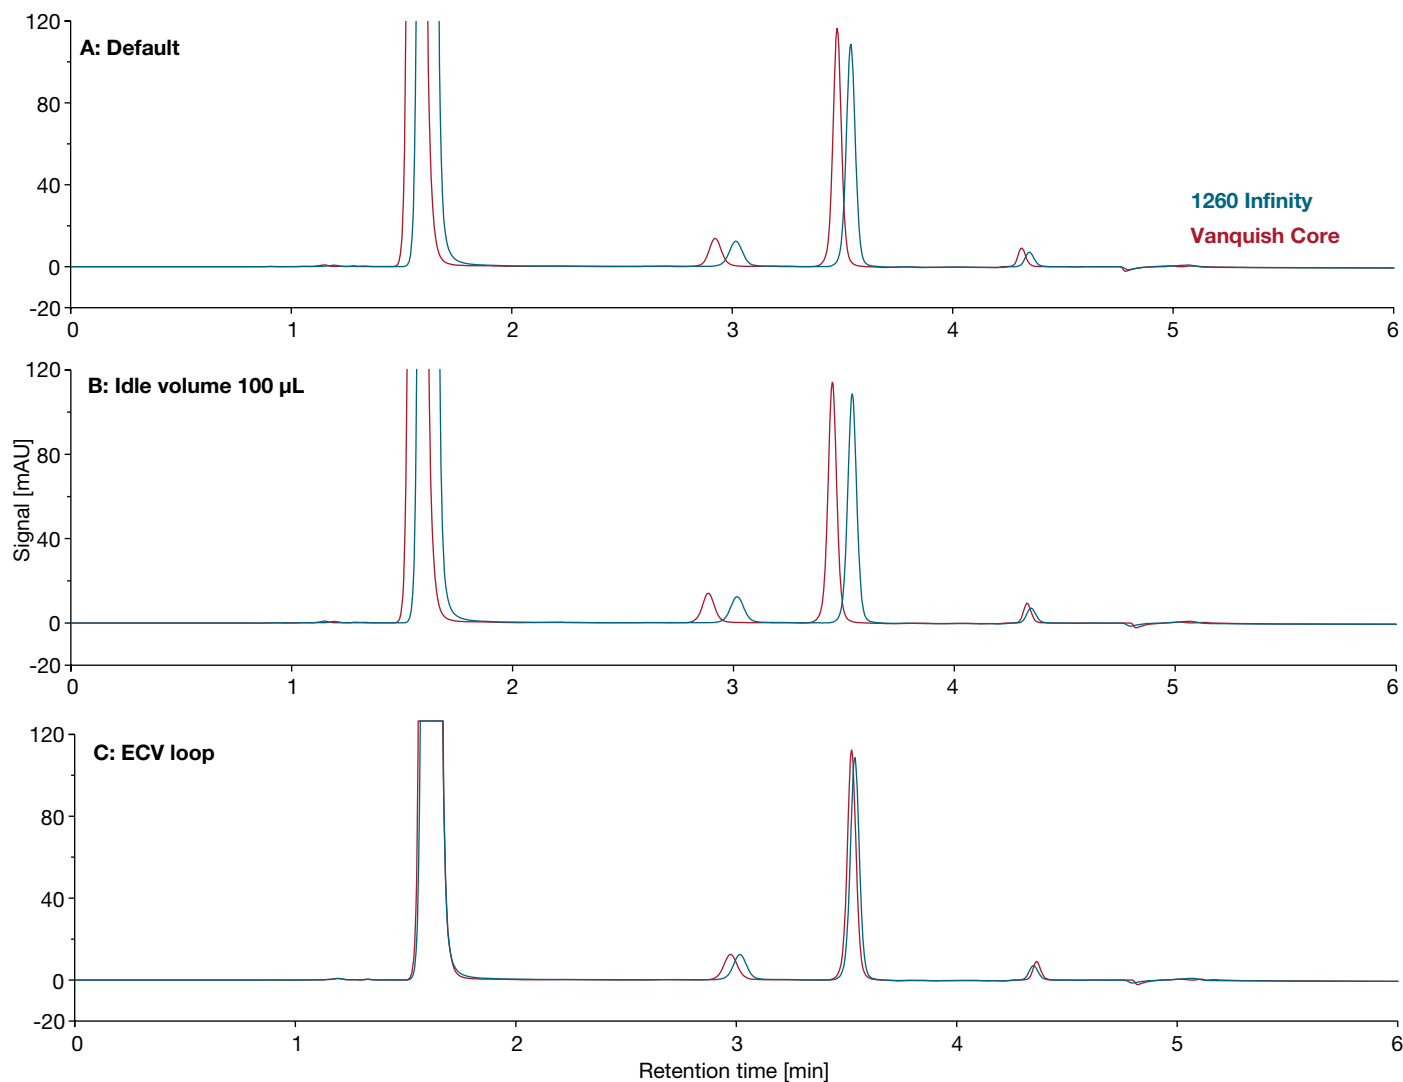 120
A: Default
80
40
1260 Infinity
Vanquish Core
0
-20
0 1 2 3 4 5 6
120
B: Idle volume 100 µL
80
Signal [mAU]
40
0
-20
0 1 2 3 4 5 6
120
C: ECV loop
80
40
0
-20
0 1 2 3 4 5 6
Retention time [min]